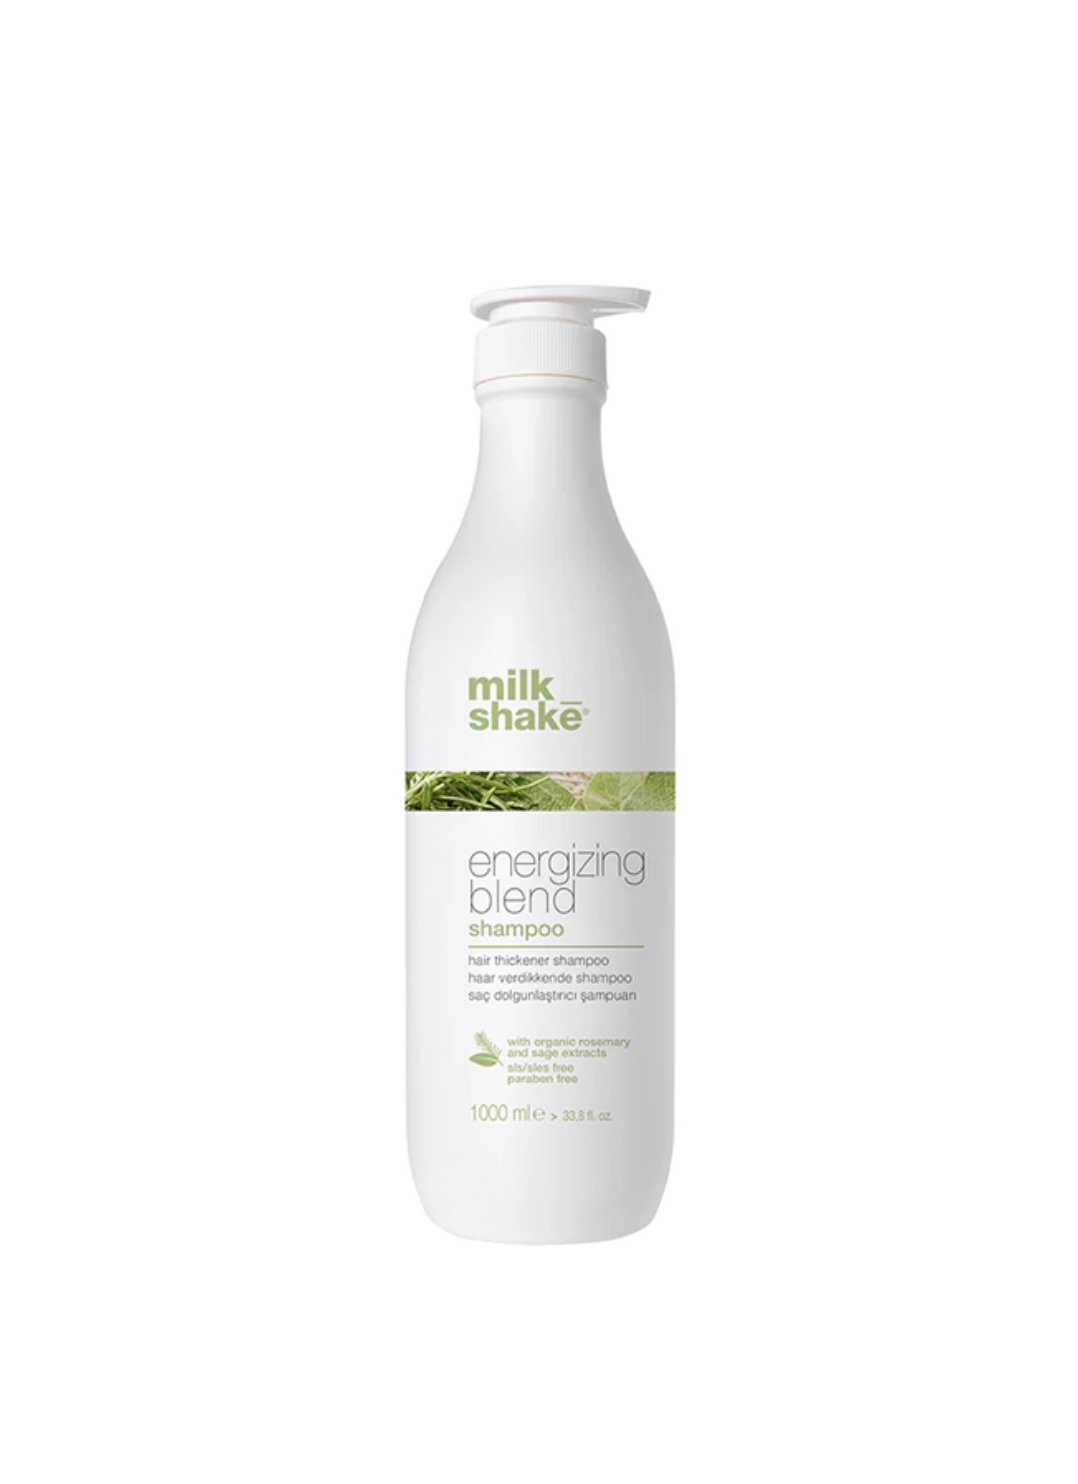 milk_
shake®
energizing
blend
shampoo
hair thickener shampoo
haar verdikkende shampoo
saç dolgunlaştırıcı şampuan
with organic rosemary
and sage extracts
sls/sles free
paraben free
1000 ml ℮ > 33,8 fl. oz.